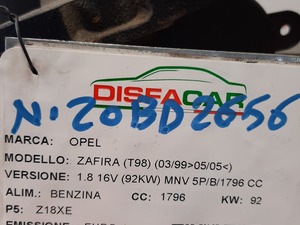 DISFACAR
N. 20BD2656
MARCA: OPEL
MODELLO: ZAFIRA (T98) (03/99>05/05<)
VERSIONE: 1.8 16V (92KW) MNV 5P/B/1796 CC
ALIM.: BENZINA CC: 1796 KW: 92
P5: Z18XE